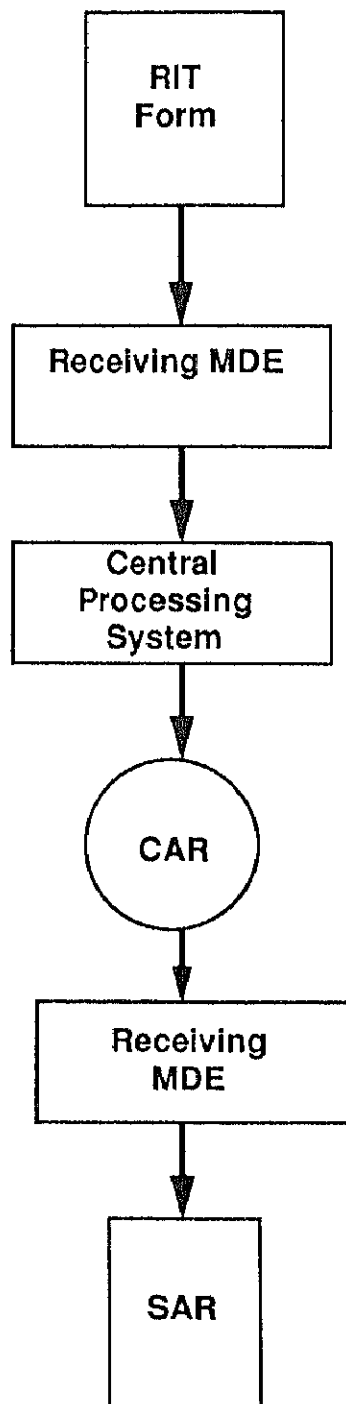 RIT
Form
Receiving MDE
Central
Processing
System
CAR
Receiving
MDE
SAR